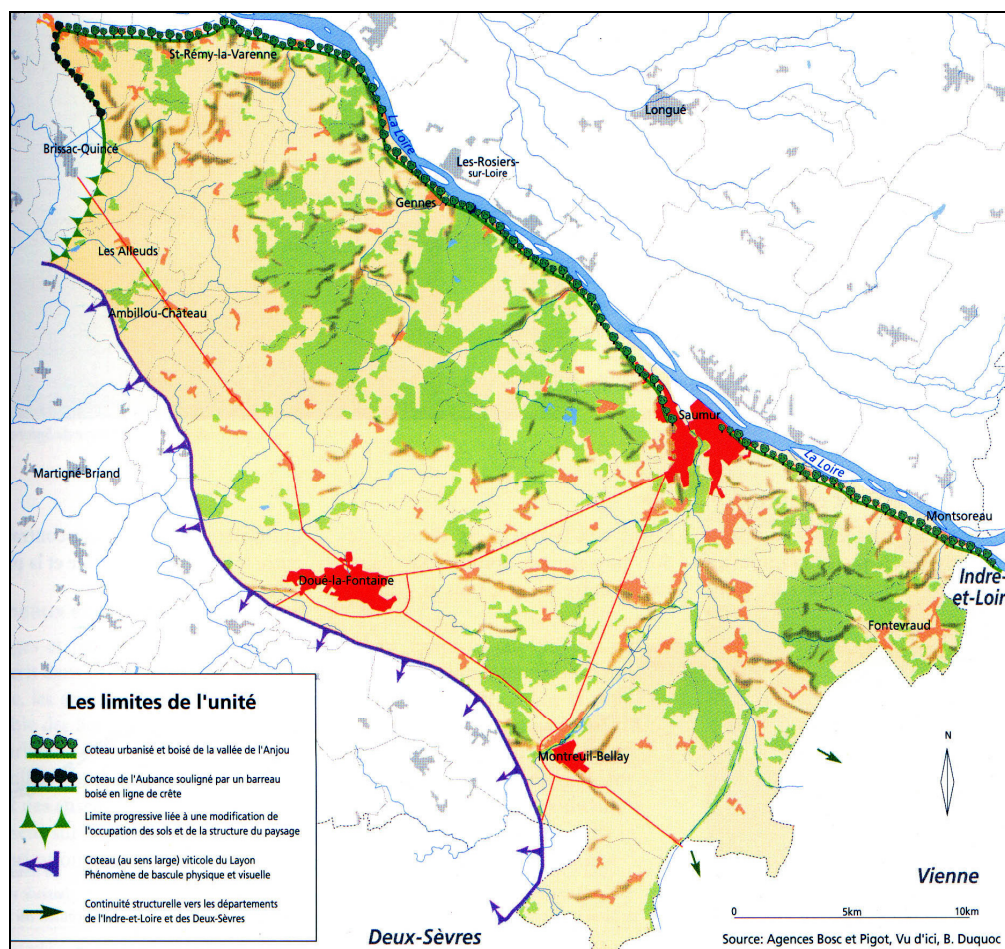 St-Rémy-la-Varenne
Longué
La Loire
Brissac-Quincé
Les-Rosiers-
sur-Loire
Gennes
Les Alleuds
Ambillou-Château
Saumur
La Loire
Martigné-Briand
Montsoreau
Doué-la-Fontaine
Indre-
et-Loir
Fontevraud
Montreuil-Bellay
Les limites de l'unité
Coteau urbanisé et boisé de la vallée de l'Anjou
Coteau de l'Aubance souligné par un barreau
boisé en ligne de crête
Limite progressive liée à une modification de
l'occupation des sols et de la structure du paysage
Coteau (au sens large) viticole du Layon
Phénomène de bascule physique et visuelle
Continuité structurelle vers les départements
de l'Indre-et-Loire et des Deux-Sèvres
N
Vienne
0 5km 10km
Deux-Sèvres
Source: Agences Bosc et Pigot, Vu d'ici, B. Duquoc